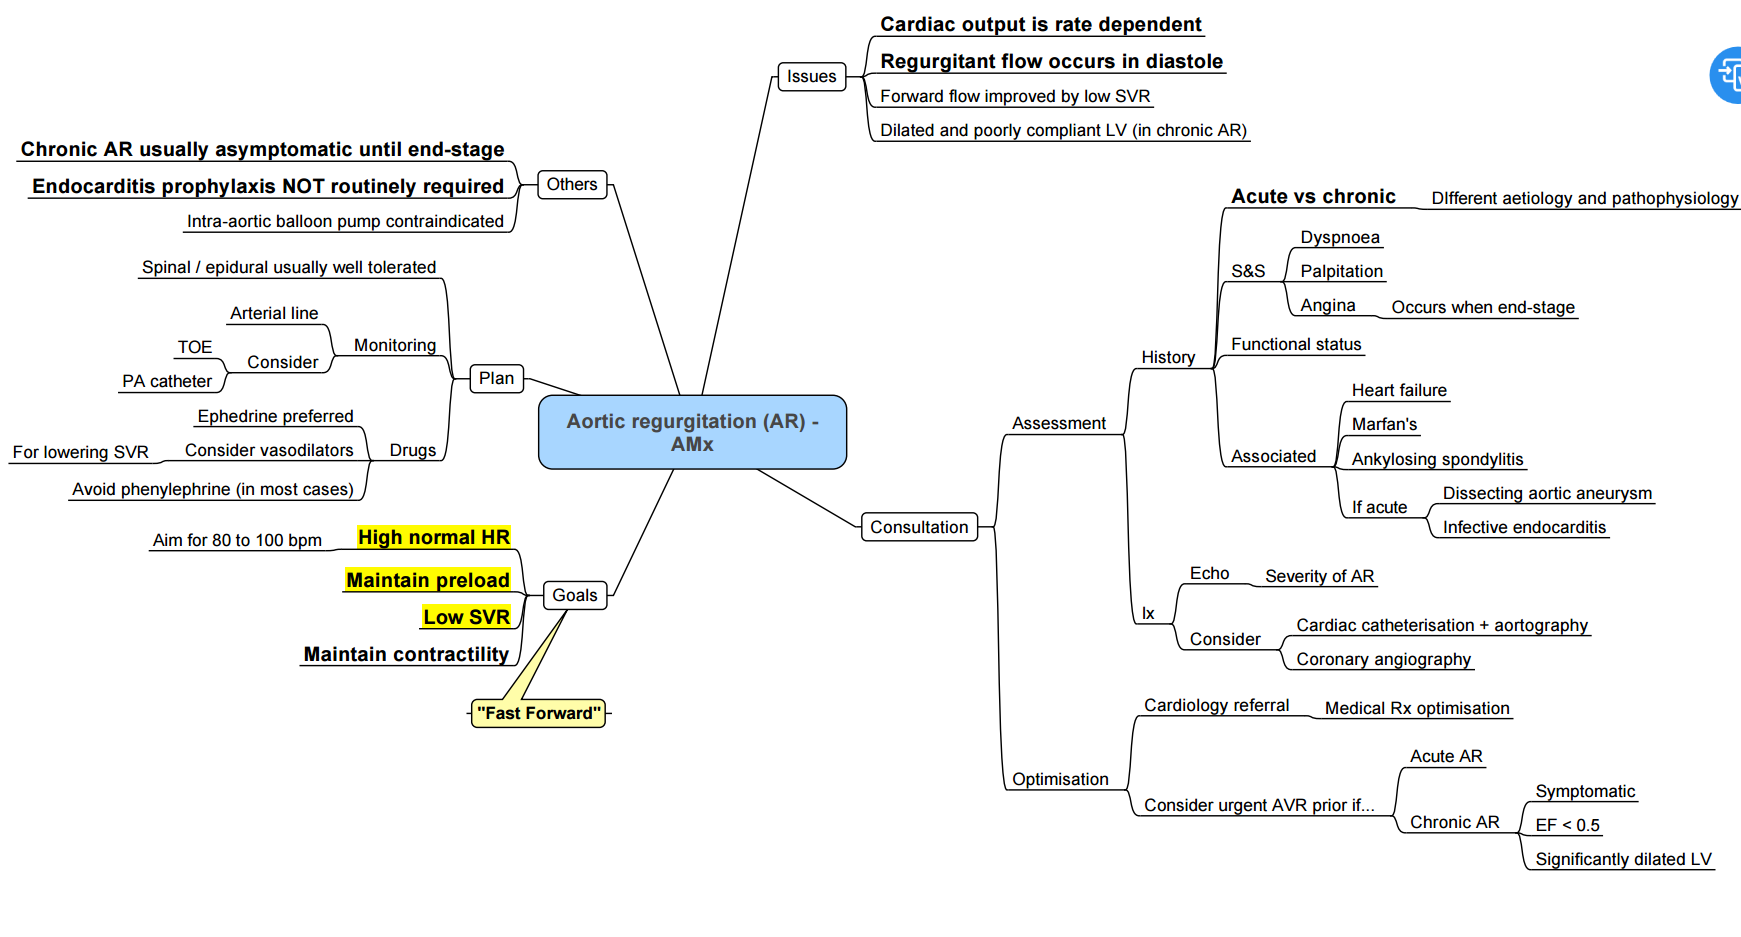 Cardiac output is rate dependent
Regurgitant flow occurs in diastole
Issues
Forward flow improved by low SVR
Dilated and poorly compliant LV (in chronic AR)
Chronic AR usually asymptomatic until end-stage
Endocarditis prophylaxis NOT routinely required
Others
Intra-aortic balloon pump contraindicated
Spinal / epidural usually well tolerated
Arterial line
Monitoring
TOE
Consider
PA catheter
Plan
Ephedrine preferred
For lowering SVR
Consider vasodilators
Drugs
Avoid phenylephrine (in most cases)
Aortic regurgitation (AR) -
AMx
Aim for 80 to 100 bpm
High normal HR
Maintain preload
Goals
Low SVR
Maintain contractility
"Fast Forward"
Consultation
Assessment
History
Acute vs chronic
DIfferent aetiology and pathophysiology
S&S
Dyspnoea
Palpitation
Angina
Occurs when end-stage
Functional status
Associated
Heart failure
Marfan's
Ankylosing spondylitis
If acute
Dissecting aortic aneurysm
Infective endocarditis
Ix
Echo
Severity of AR
Consider
Cardiac catheterisation + aortography
Coronary angiography
Optimisation
Cardiology referral
Medical Rx optimisation
Consider urgent AVR prior if...
Acute AR
Chronic AR
Symptomatic
EF < 0.5
Significantly dilated LV